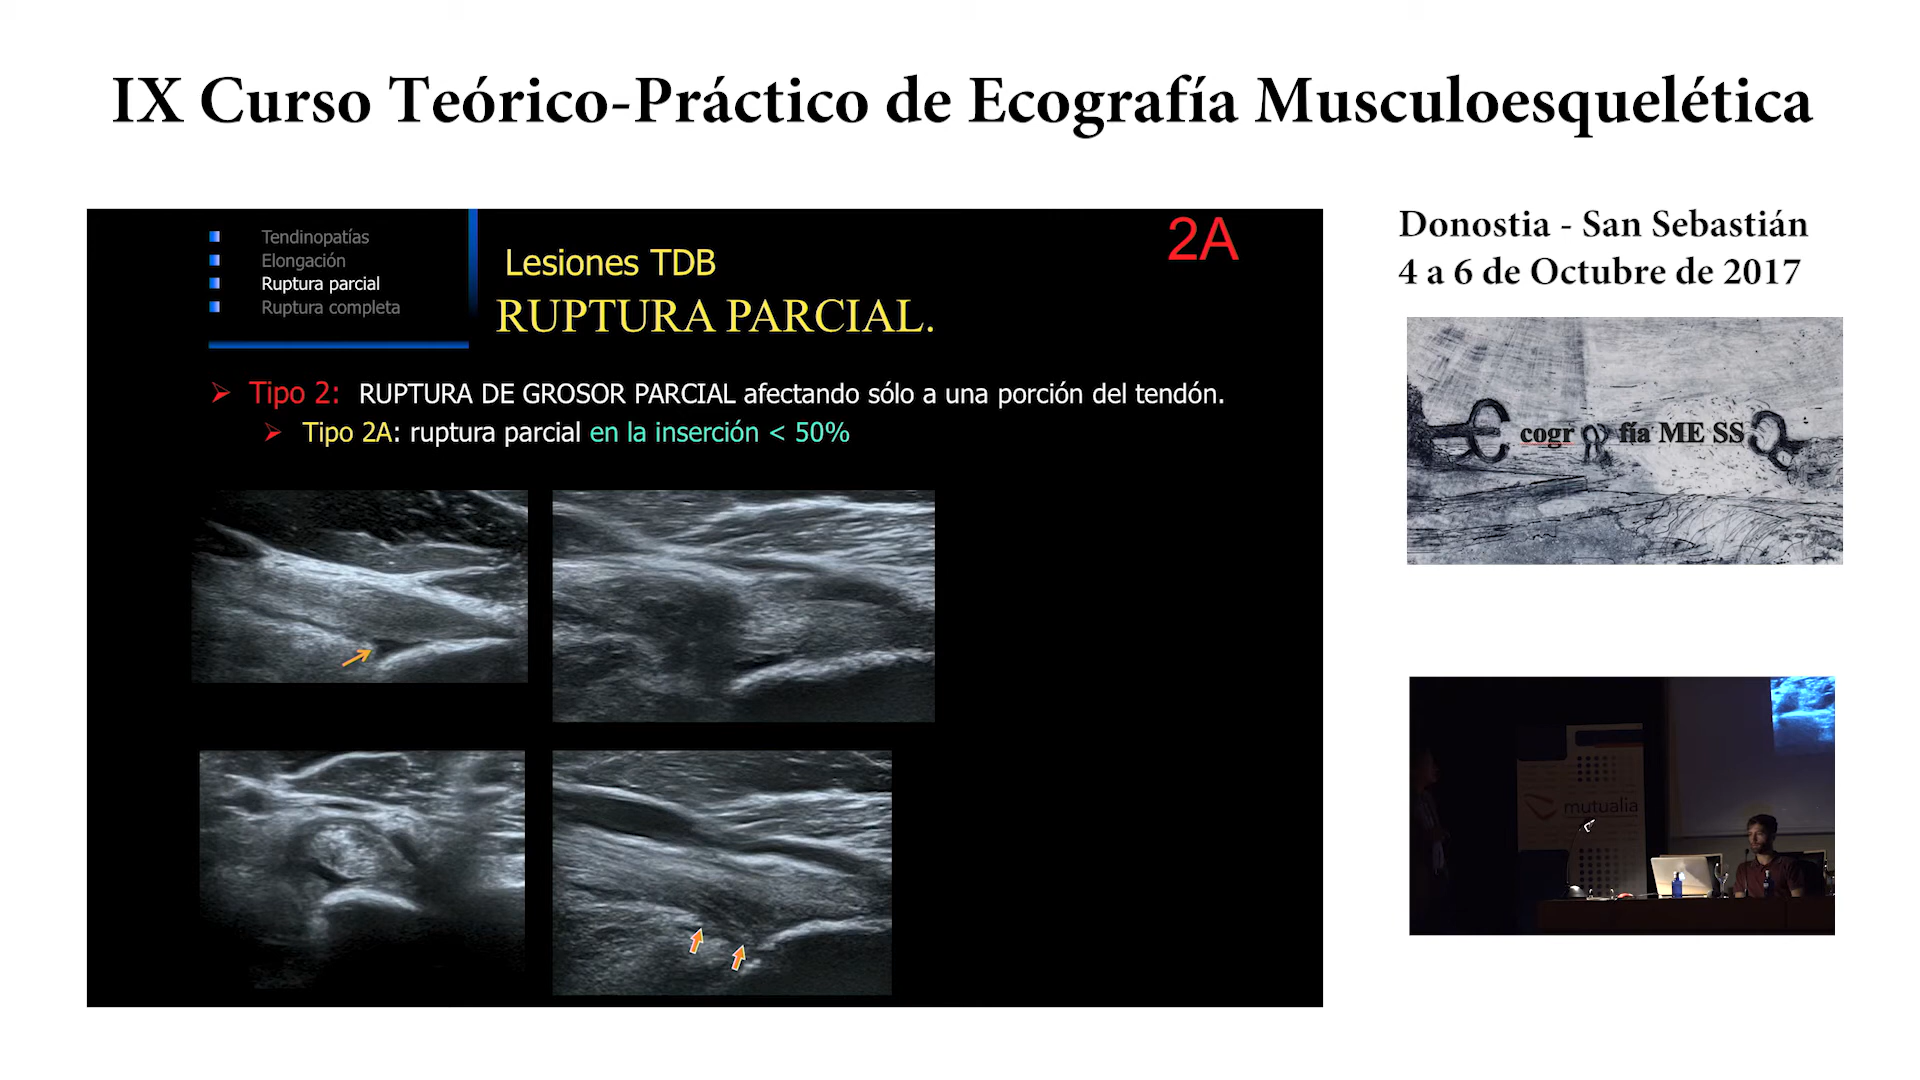 IX Curso Teórico-Práctico de Ecografía Musculoesquelética
Tendinopatías
Elongación
Ruptura parcial
Ruptura completa
Lesiones TDB
RUPTURA PARCIAL.
2A
Tipo 2: RUPTURA DE GROSOR PARCIAL afectando sólo a una porción del tendón.
Tipo 2A: ruptura parcial en la inserción < 50%
Donostia - San Sebastián
4 a 6 de Octubre de 2017
cogr fía ME SS
mutualia